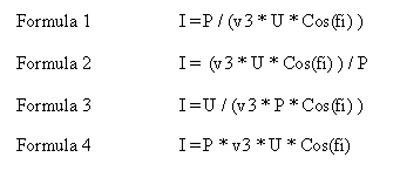 Formula 1 I =P / (v3 * U * Cos(fi) )
Formula 2 I = (v3 * U * Cos(fi) ) / P
Formula 3 I =U / (v3 * P * Cos(fi) )
Formula 4 I =P * v3 * U * Cos(fi)